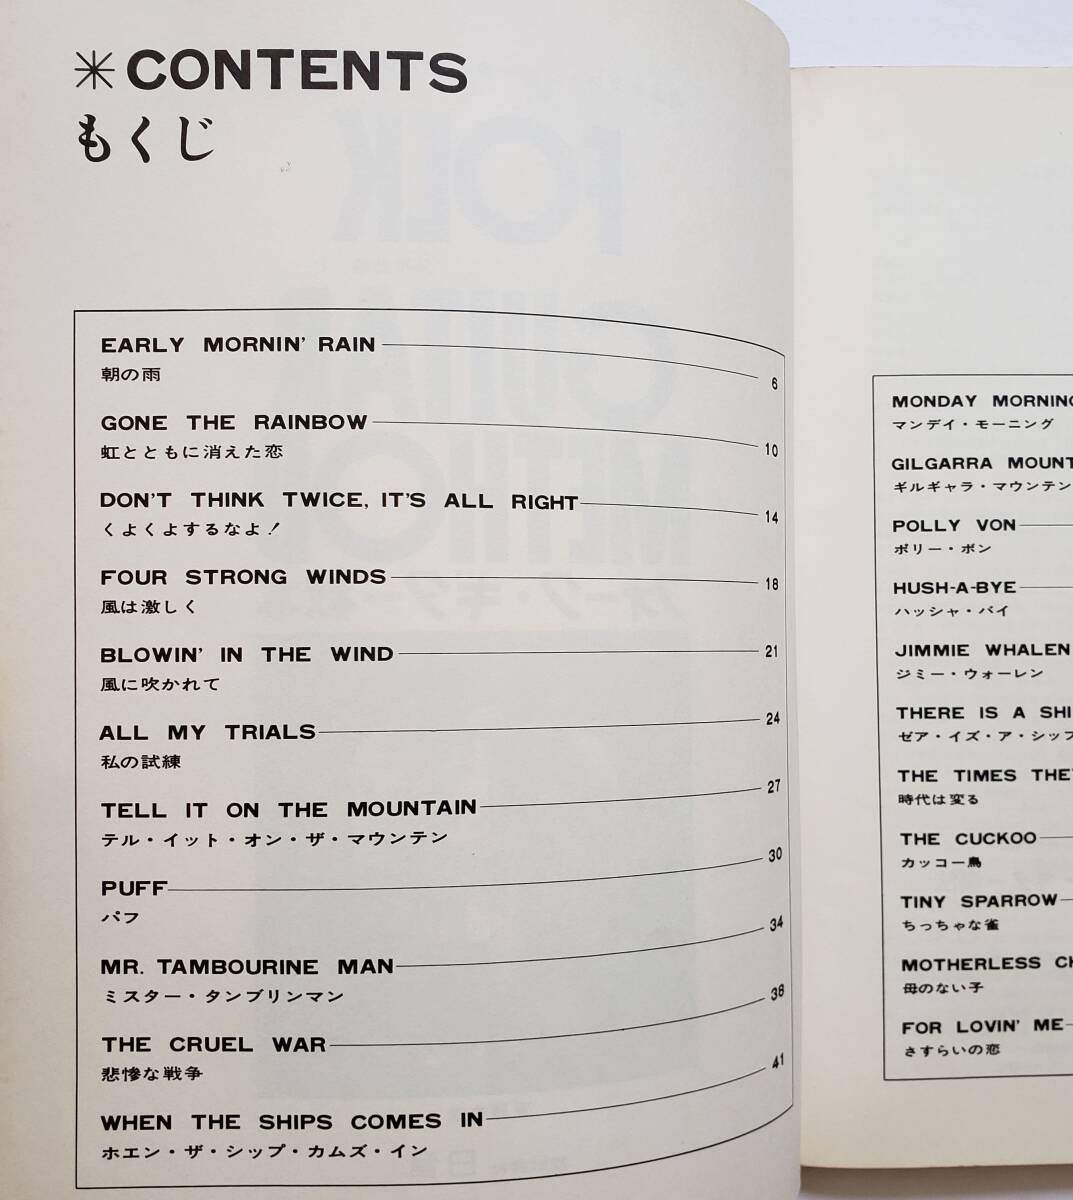 ✳CONTENTS
もくじ
EARLY MORNIN' RAIN 6
朝の雨
GONE THE RAINBOW 10
虹とともに消えた恋
DON'T THINK TWICE, IT'S ALL RIGHT 14
くよくよするなよ!
FOUR STRONG WINDS 18
風は激しく
BLOWIN' IN THE WIND 21
風に吹かれて
ALL MY TRIALS 24
私の試練
TELL IT ON THE MOUNTAIN 27
テル・イット・オン・ザ・マウンテン
PUFF 30
パフ
MR. TAMBOURINE MAN 34
ミスター・タンブリンマン
THE CRUEL WAR 38
悲惨な戦争
WHEN THE SHIPS COMES IN 41
ホエン・ザ・シップ・カムズ・イン
MONDAY MORNING
マンデイ・モーニング
GILGARRA MOUNT
ギルギャラ・マウンテン
POLLY VON
ポリー・ボン
HUSH-A-BYE
ハッシャ・バイ
JIMMIE WHALEN
ジミー・ウォーレン
THERE IS A SHI
ゼア・イズ・ア・シップ
THE TIMES THEY
時代は変る
THE CUCKOO
カッコー鳥
TINY SPARROW
ちっちゃな雀
MOTHERLESS CH
母のない子
FOR LOVIN' ME
さすらいの恋